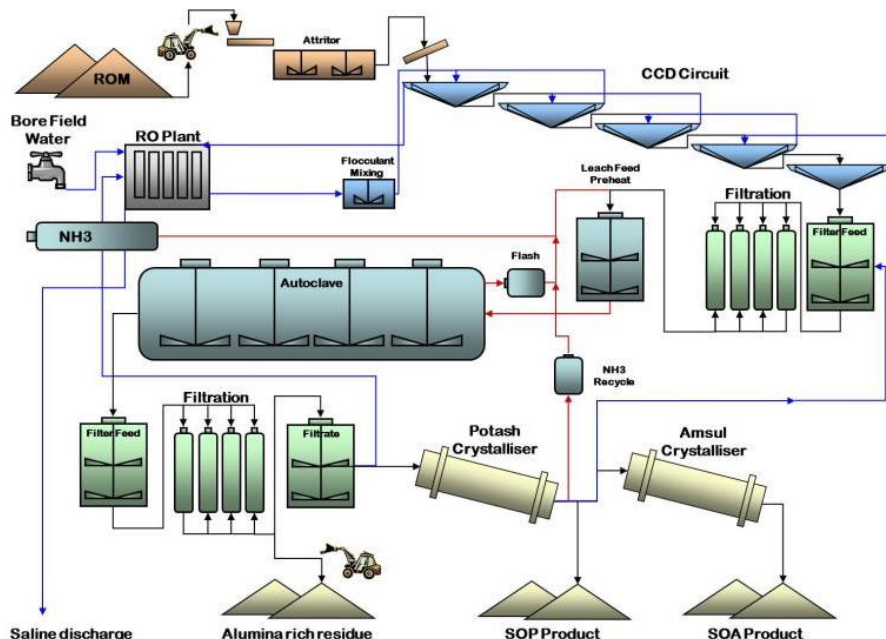 Attritor
ROM
CCD Circuit
Bore Field
Water
RO Plant
Flocculant
Mixing
Leach Feed
Preheat
Filtration
NH3
Flash
Filter Feed
Autoclave
NH3
Recycle
Filtration
Filter Feed
Filtrate
Potash
Crystalliser
Amsul
Crystalliser
Saline discharge
Alumina rich residue
SOP Product
SOA Product